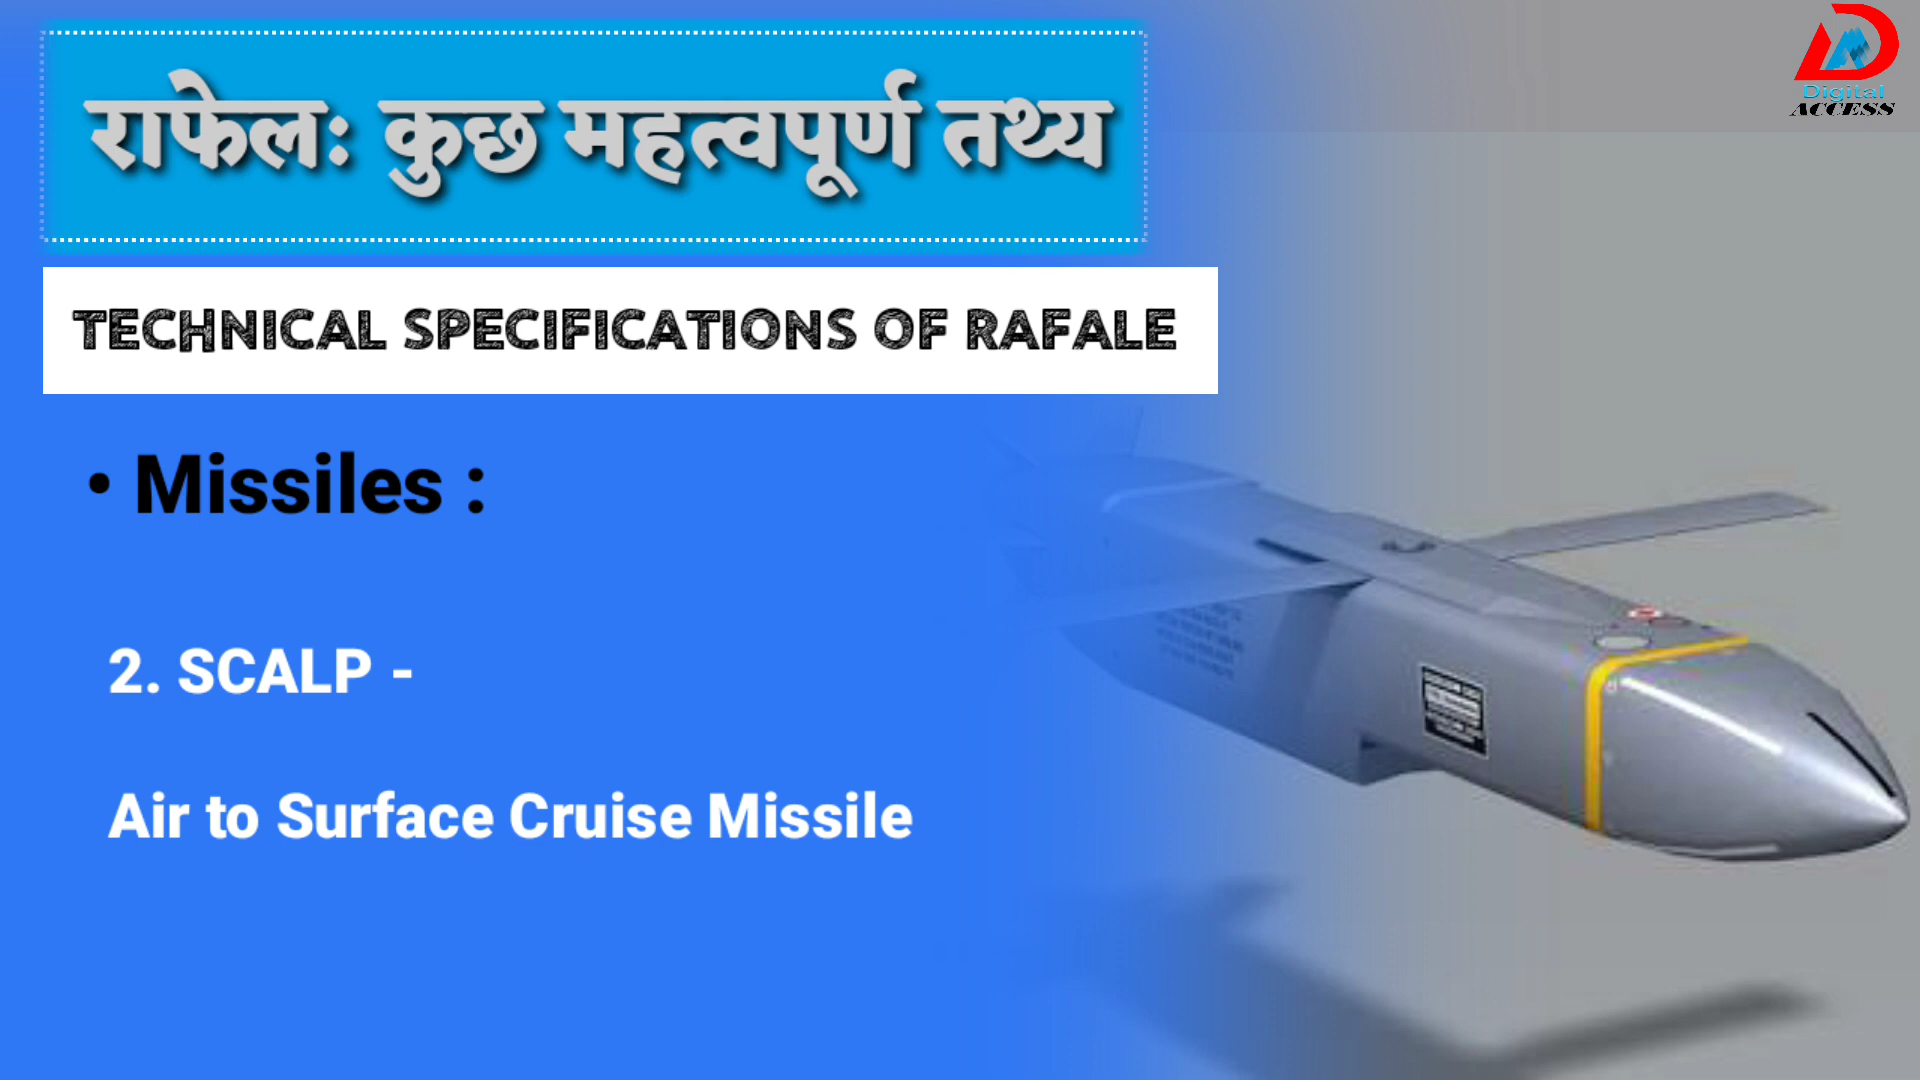 राफेल: कुछ महत्वपूर्ण तथ्य
Digital
ACCESS
TECHNICAL SPECIFICATIONS OF RAFALE
• Missiles :
2. SCALP -
Air to Surface Cruise Missile